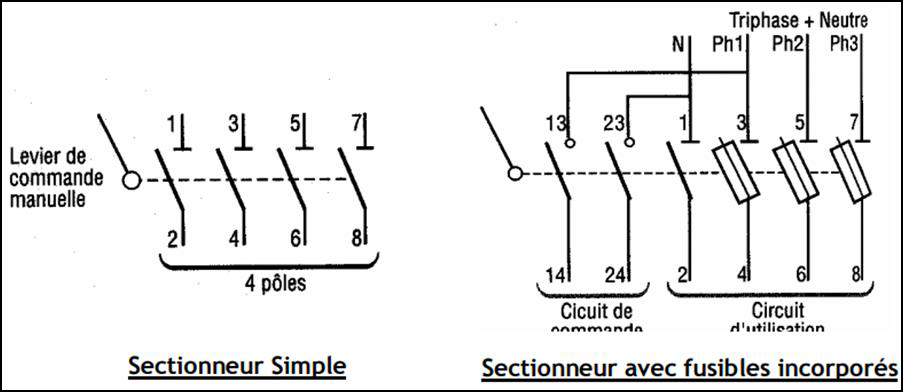 Triphase + Neutre
N Ph1 Ph2 Ph3
1 3 5 7
Levier de
commande
manuelle
2 4 6 8
4 pôles
13 23 1 3 5 7
14 24 2 4 6 8
Cicuit de
commande
Circuit
d'utilisation
Sectionneur Simple
Sectionneur avec fusibles incorporés